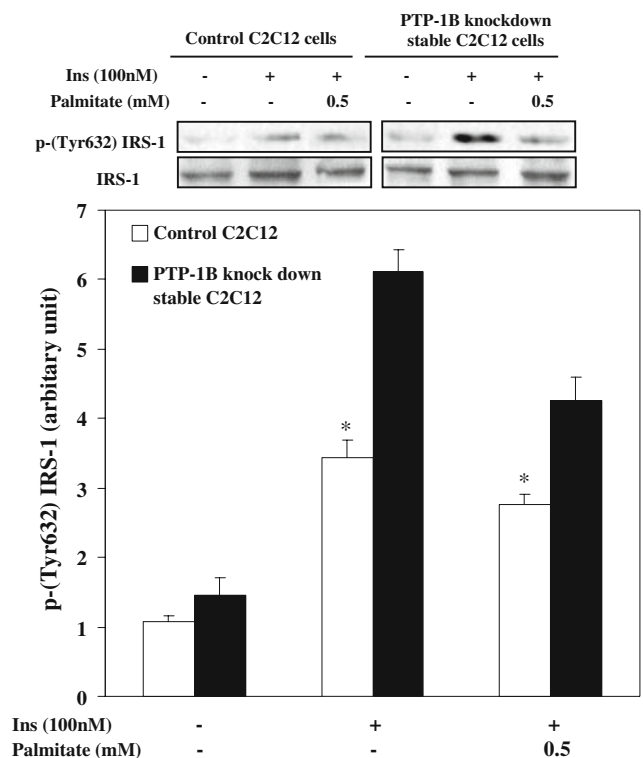 Control C2C12 cells
PTP-1B knockdown
stable C2C12 cells
Ins (100nM) - + + - + +
Palmitate (mM) - - 0.5 - - 0.5
p-(Tyr632) IRS-1
IRS-1
p-(Tyr632) IRS-1 (arbitary unit)
7
6
5
4
3
2
1
0
Control C2C12
PTP-1B knock down
stable C2C12
*
*
Ins (100nM) - + +
Palmitate (mM) - - 0.5